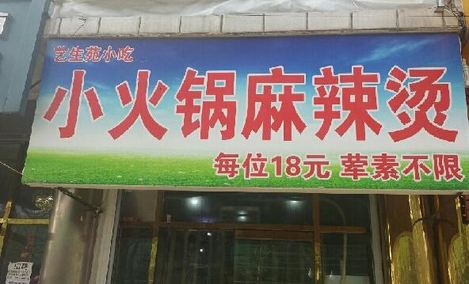 艺生苑小吃
小火锅麻辣烫
每位18元 荤素不限